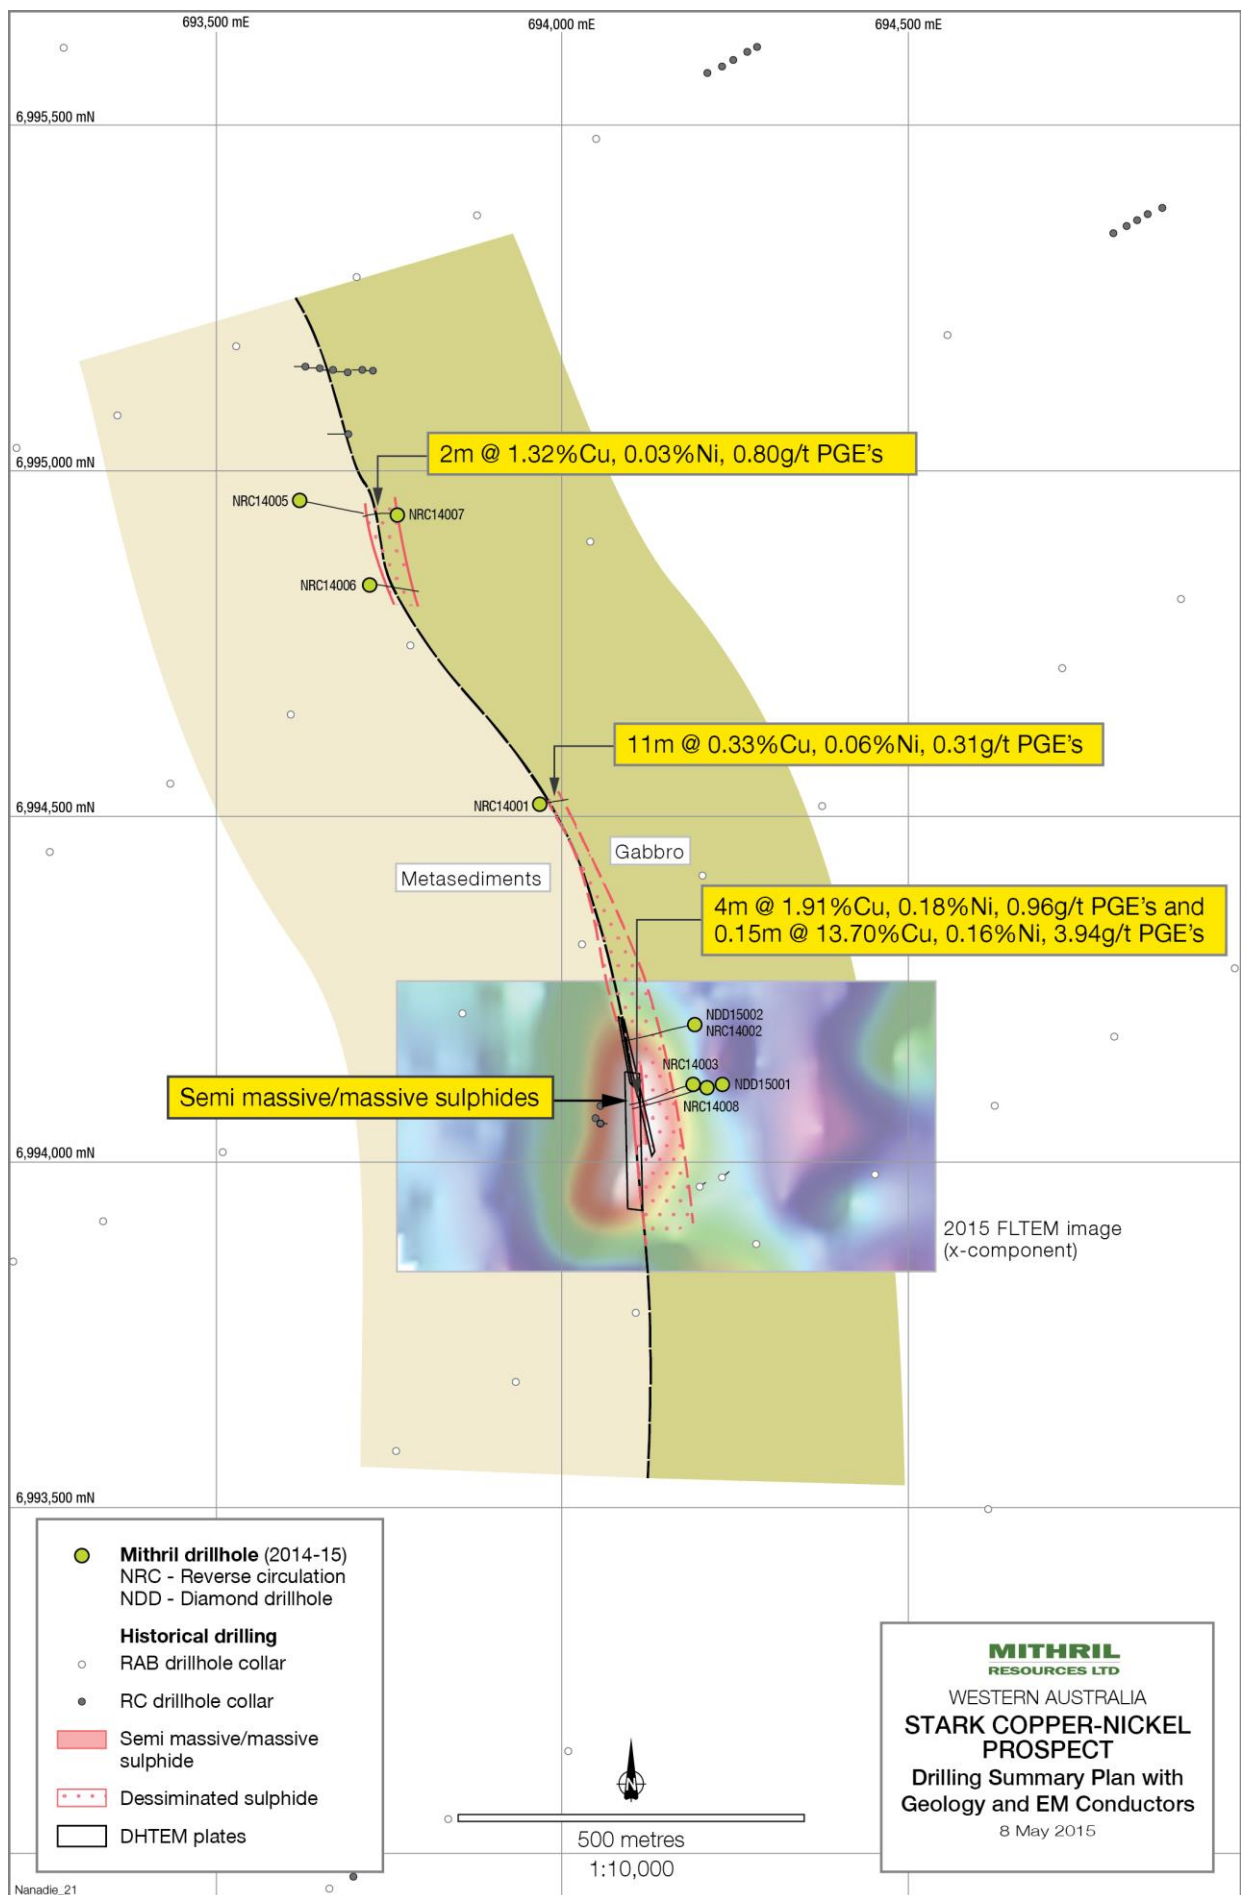 693,500 mE
694,000 mE
694,500 mE
6,995,500 mN
6,995,000 mN
2m @ 1.32%Cu, 0.03%Ni, 0.80g/t PGE's
NRC14005
NRC14007
NRC14006
11m @ 0.33%Cu, 0.06%Ni, 0.31g/t PGE's
6,994,500 mN
NRC14001
Gabbro
Metasediments
4m @ 1.91%Cu, 0.18%Ni, 0.96g/t PGE's and
0.15m @ 13.70%Cu, 0.16%Ni, 3.94g/t PGE's
NDD15002
NRC14002
NRC14003
NDD15001
NRC14008
Semi massive/massive sulphides
6,994,000 mN
2015 FLTEM image
(x-component)
6,993,500 mN
Mithril drillhole (2014-15)
NRC - Reverse circulation
NDD - Diamond drillhole
Historical drilling
RAB drillhole collar
RC drillhole collar
Semi massive/massive
sulphide
Dessiminated sulphide
DHTEM plates
Nanadie_21
N
500 metres
1:10,000
MITHRIL
RESOURCES LTD
WESTERN AUSTRALIA
STARK COPPER-NICKEL
PROSPECT
Drilling Summary Plan with
Geology and EM Conductors
8 May 2015